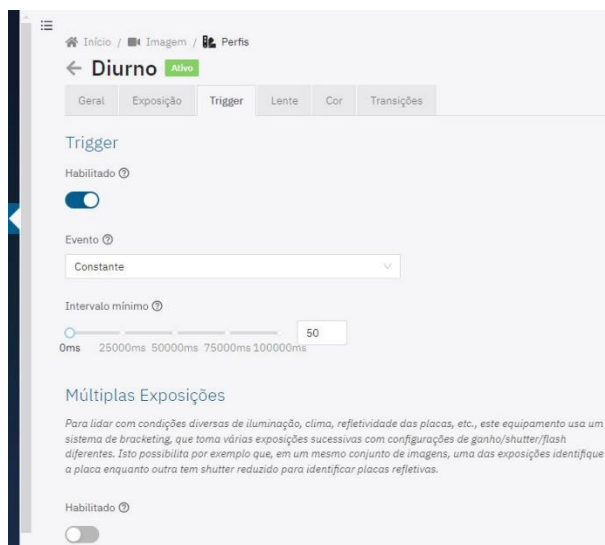 Início / Imagem / Perfis
Diurno Ativo
Geral Exposição Trigger Lente Cor Transições
Trigger
Habilitado
Evento
Constante
Intervalo mínimo
50
0ms 25000ms 50000ms 75000ms 100000ms
Múltiplas Exposições
Para lidar com condições diversas de iluminação, clima, refletividade das placas, etc., este equipamento usa um
sistema de bracketing, que toma várias exposições sucessivas com configurações de ganho/shutter/flash
diferentes. Isto possibilita por exemplo que, em um mesmo conjunto de imagens, uma das exposições identifique
a placa enquanto outra tem shutter reduzido para identificar placas refletivas.
Habilitado